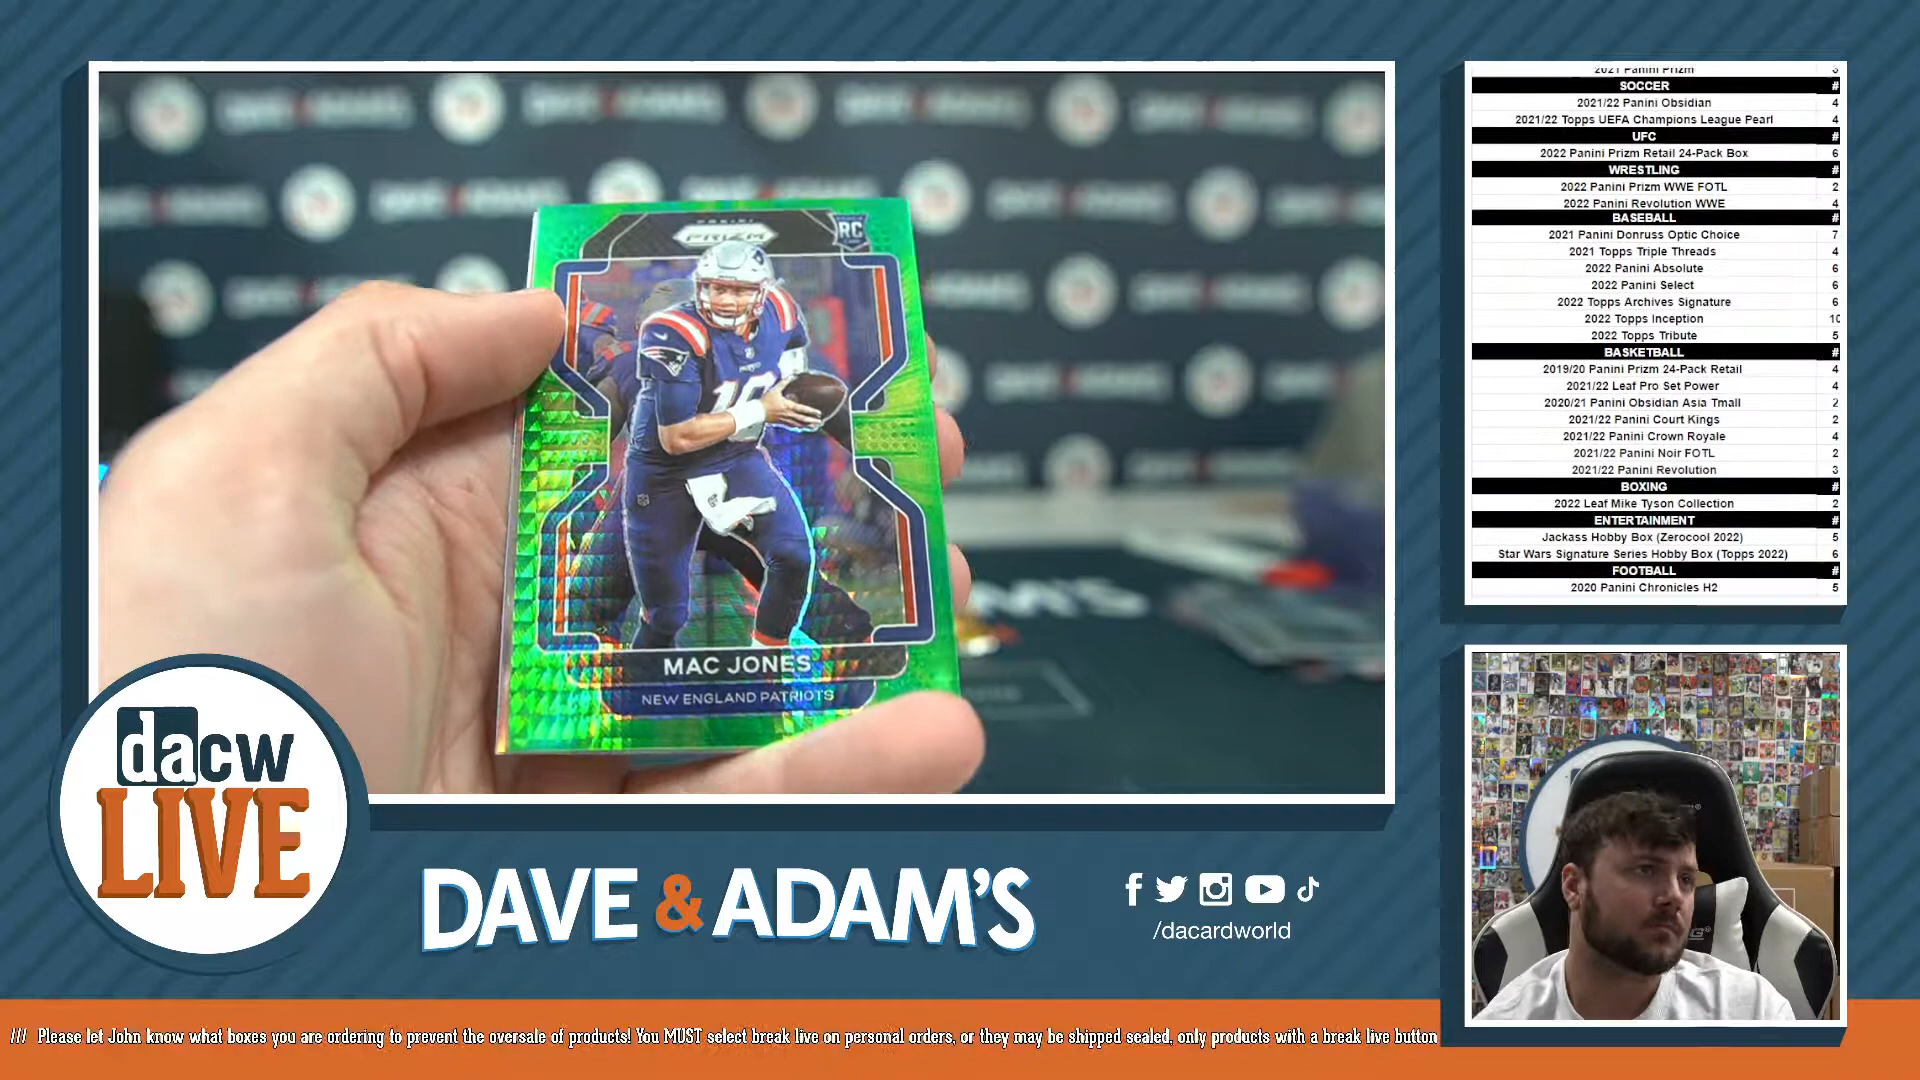 PRIZM
RC
MAC JONES
NEW ENGLAND PATRIOTS
dacw
LIVE
DAVE & ADAM'S
/dacardworld
/// Please let John know what boxes you are ordering to prevent the oversale of products! You MUST select break live on personal orders, or they may be shipped sealed, only products with a break live button
2021 Panini Prizm 3
SOCCER #
2021/22 Panini Obsidian 4
2021/22 Topps UEFA Champions League Pearl 4
UFC #
2022 Panini Prizm Retail 24-Pack Box 6
WRESTLING #
2022 Panini Prizm WWE FOTL 2
2022 Panini Revolution WWE 4
BASEBALL #
2021 Panini Donruss Optic Choice 7
2021 Topps Triple Threads 4
2022 Panini Absolute 6
2022 Panini Select 6
2022 Topps Archives Signature 6
2022 Topps Inception 10
2022 Topps Tribute 5
BASKETBALL #
2019/20 Panini Prizm 24-Pack Retail 4
2021/22 Leaf Pro Set Power 4
2020/21 Panini Obsidian Asia Tmall 2
2021/22 Panini Court Kings 2
2021/22 Panini Crown Royale 4
2021/22 Panini Noir FOTL 2
2021/22 Panini Revolution 3
BOXING #
2022 Leaf Mike Tyson Collection 2
ENTERTAINMENT #
Jackass Hobby Box (Zerocool 2022) 5
Star Wars Signature Series Hobby Box (Topps 2022) 6
FOOTBALL #
2020 Panini Chronicles H2 5